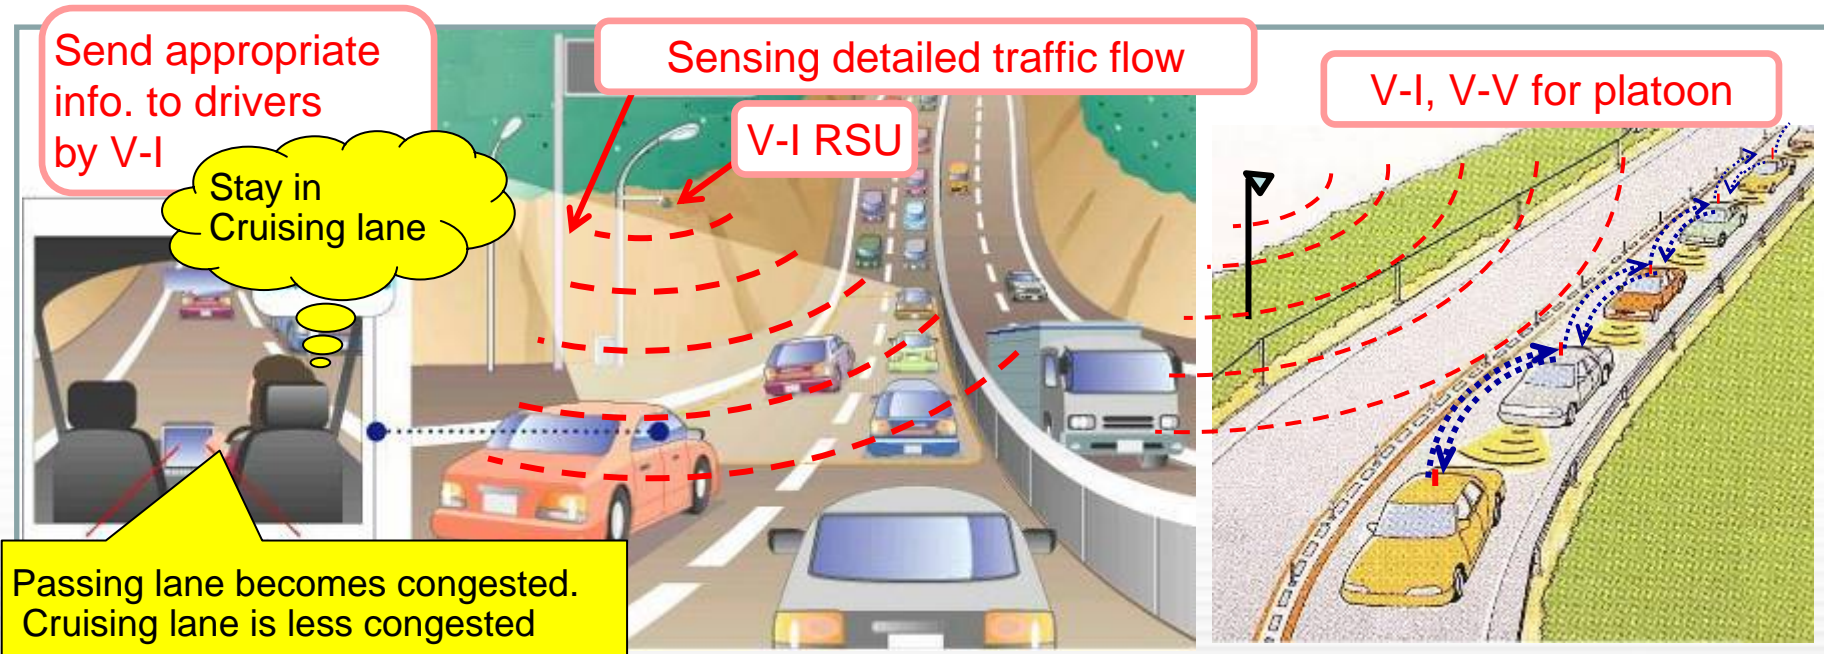 Send appropriate
info. to drivers
by V-I
Stay in
Cruising lane
Passing lane becomes congested.
Cruising lane is less congested
Sensing detailed traffic flow
V-I RSU
V-I, V-V for platoon